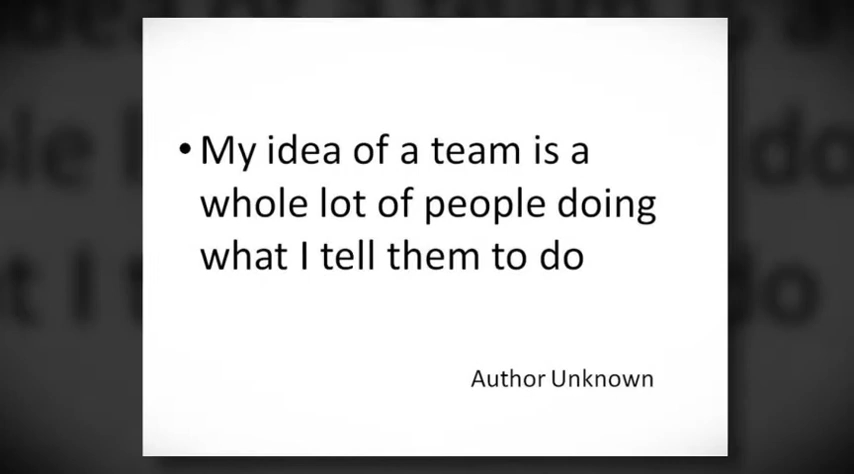 • My idea of a team is a
whole lot of people doing
what I tell them to do
Author Unknown